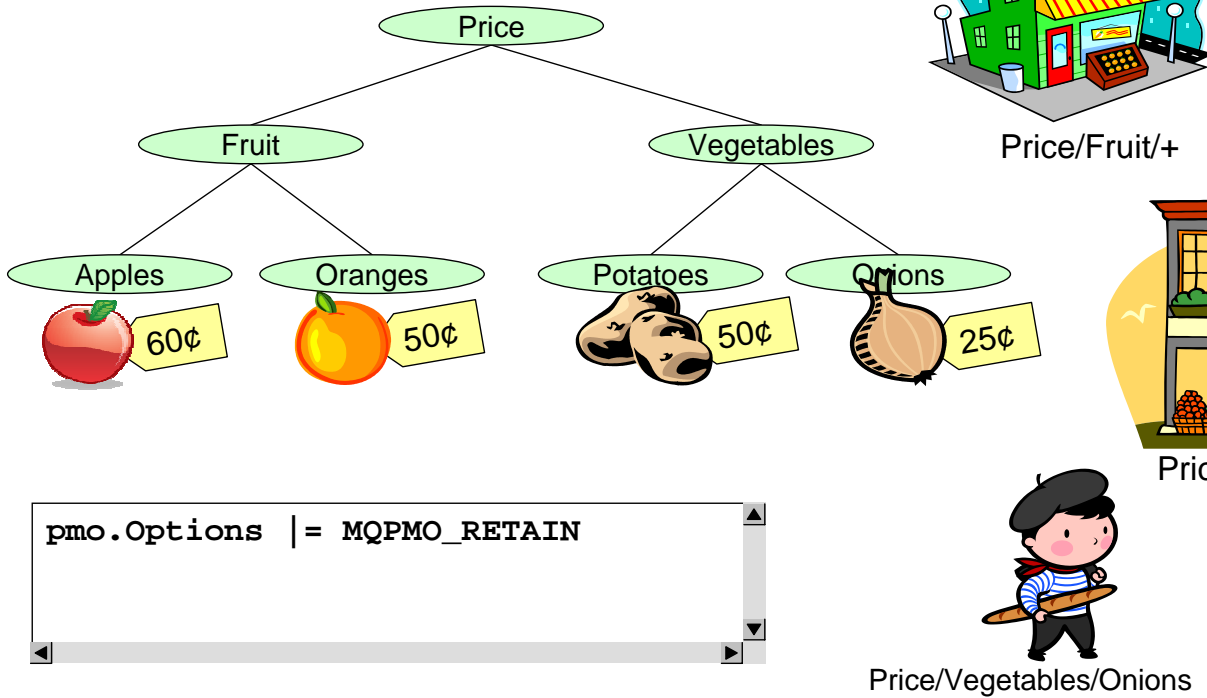 Price
Fruit
Vegetables
Price/Fruit/+
Apples
Oranges
Potatoes
Onions
60¢
50¢
50¢
25¢
pmo.Options |= MQPMO_RETAIN
Price/Vegetables/Onions